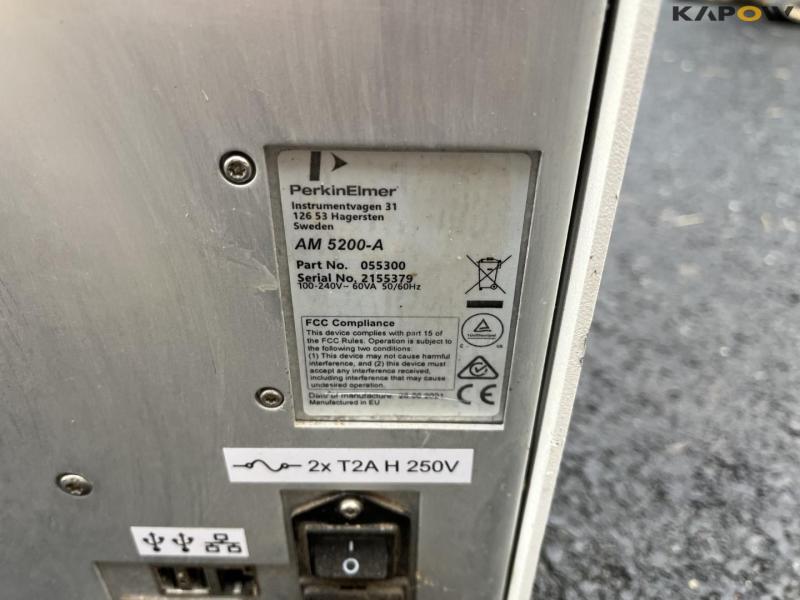 KAPOW
PerkinElmer
Instrumentvagen 31
126 53 Hagersten
Sweden
AM 5200-A
Part No. 055300
Serial No. 2155379
100-240V~ 60VA 50/60Hz
FCC Compliance
This device complies with part 15 of
the FCC Rules. Operation is subject to
the following two conditions:
(1) This device may not cause harmful
interference, and (2) this device must
accept any interference received,
including interference that may cause
undesired operation.
Date of manufacture:
Manufactured in EU
CE
2x T2A H 250V